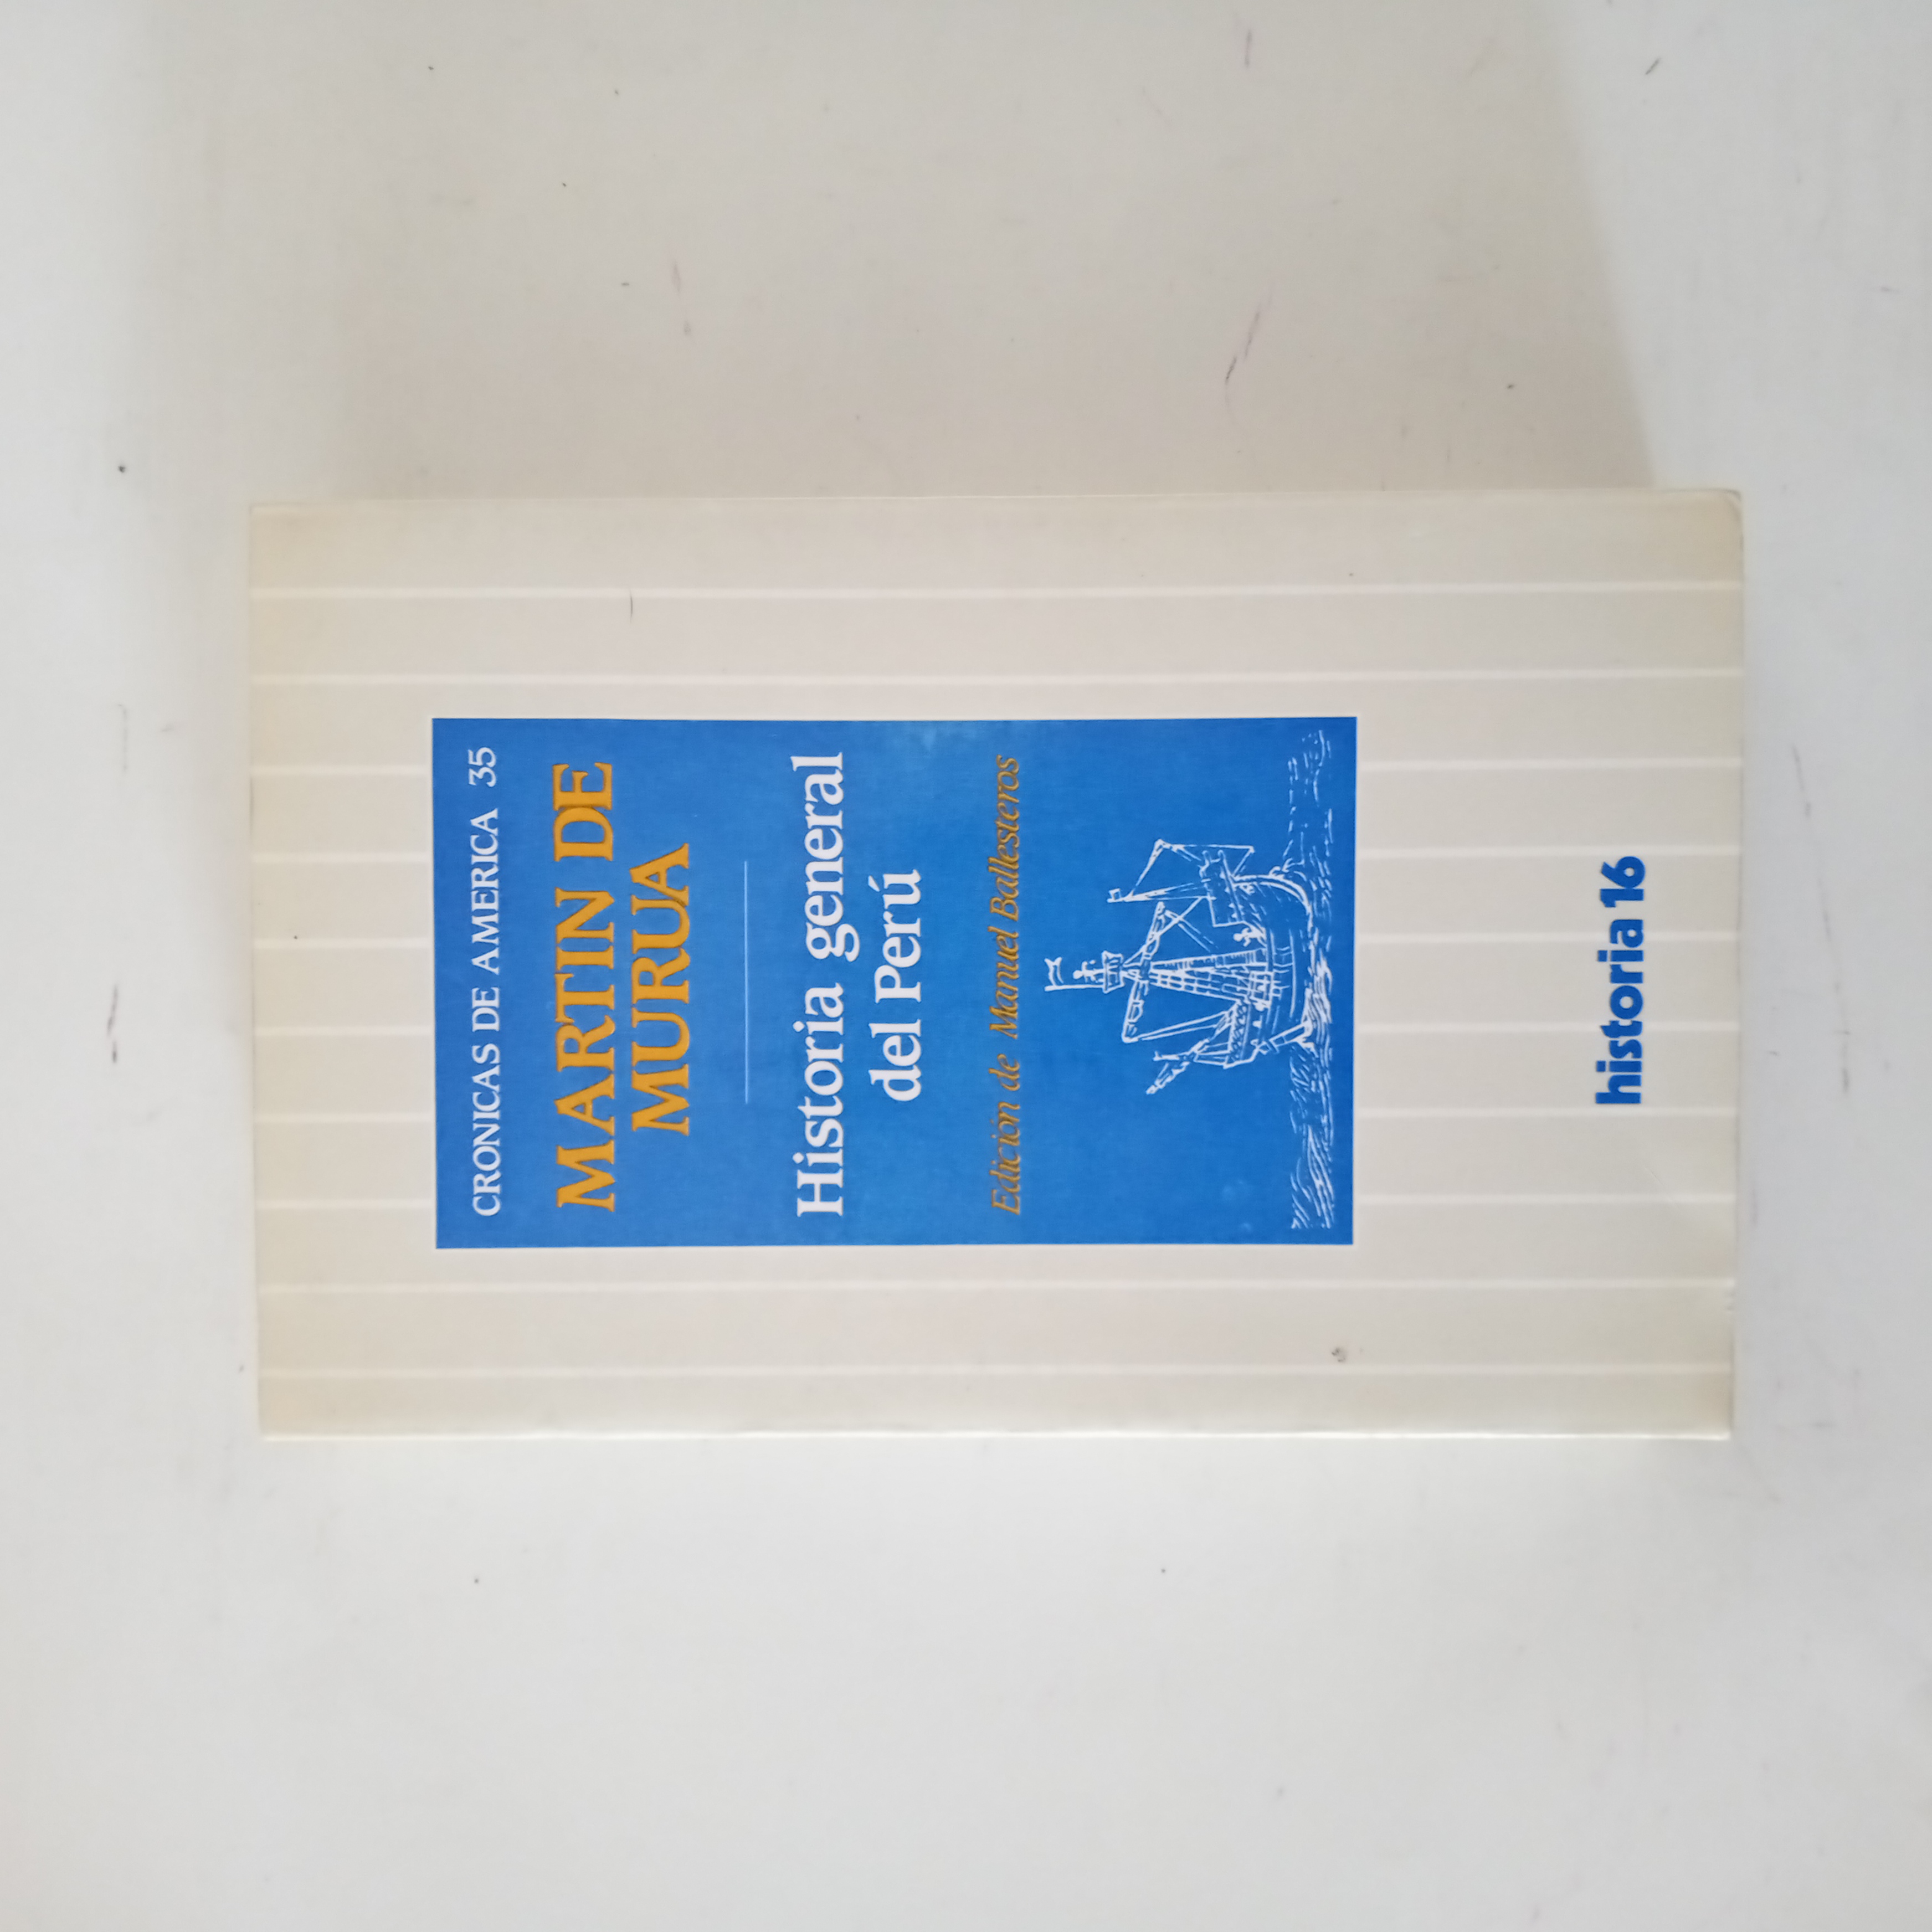 CRONICAS DE AMERICA 35
MARTIN DE
MURUA
Historia general
del Perú
Edición de Manuel Ballesteros
historia 16